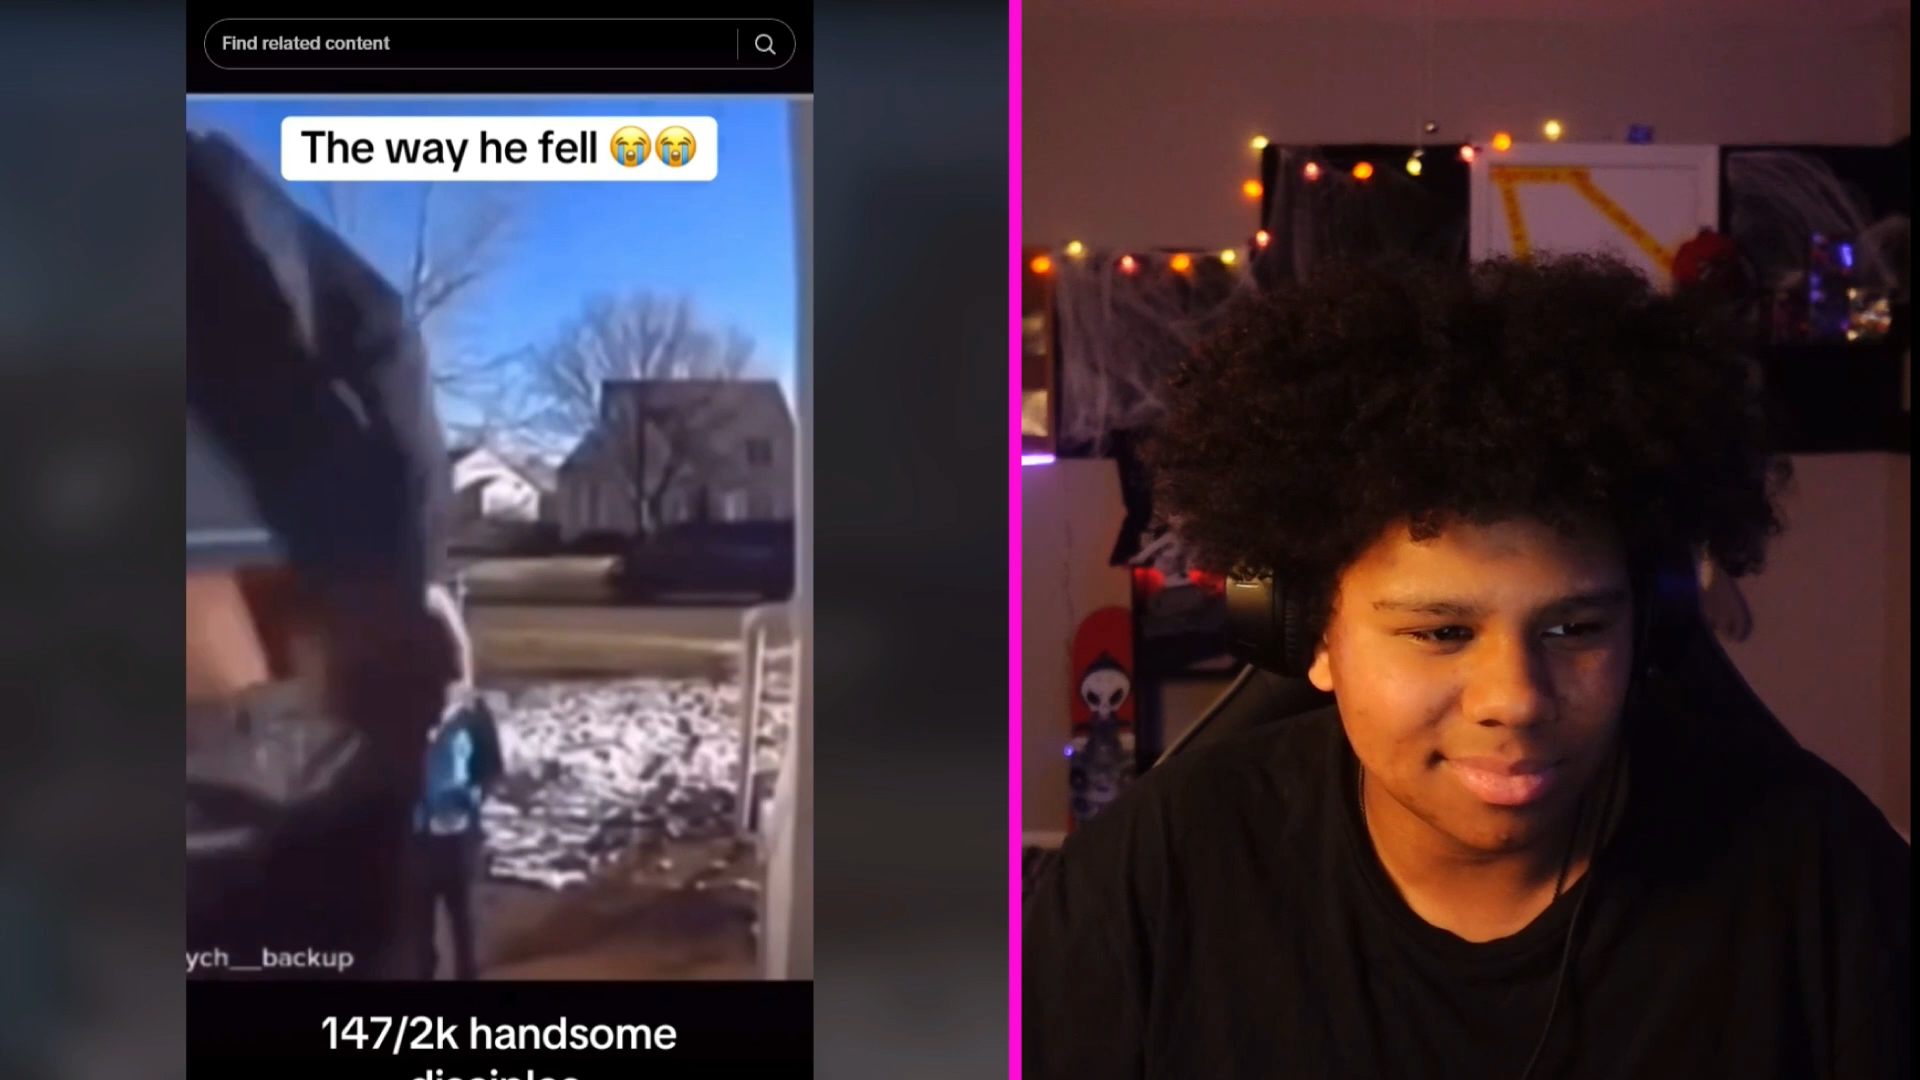 Find related content
The way he fell 😭😭
ych__backup
147/2k handsome